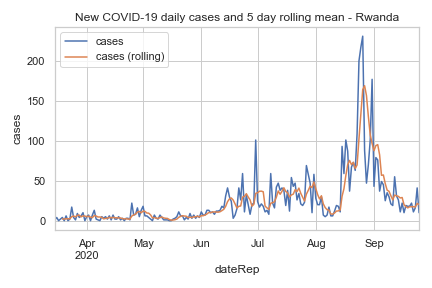 New COVID-19 daily cases and 5 day rolling mean - Rwanda
cases
cases (rolling)
200
150
100
50
0
cases
Apr
2020
May
Jun
Jul
Aug
Sep
dateRep